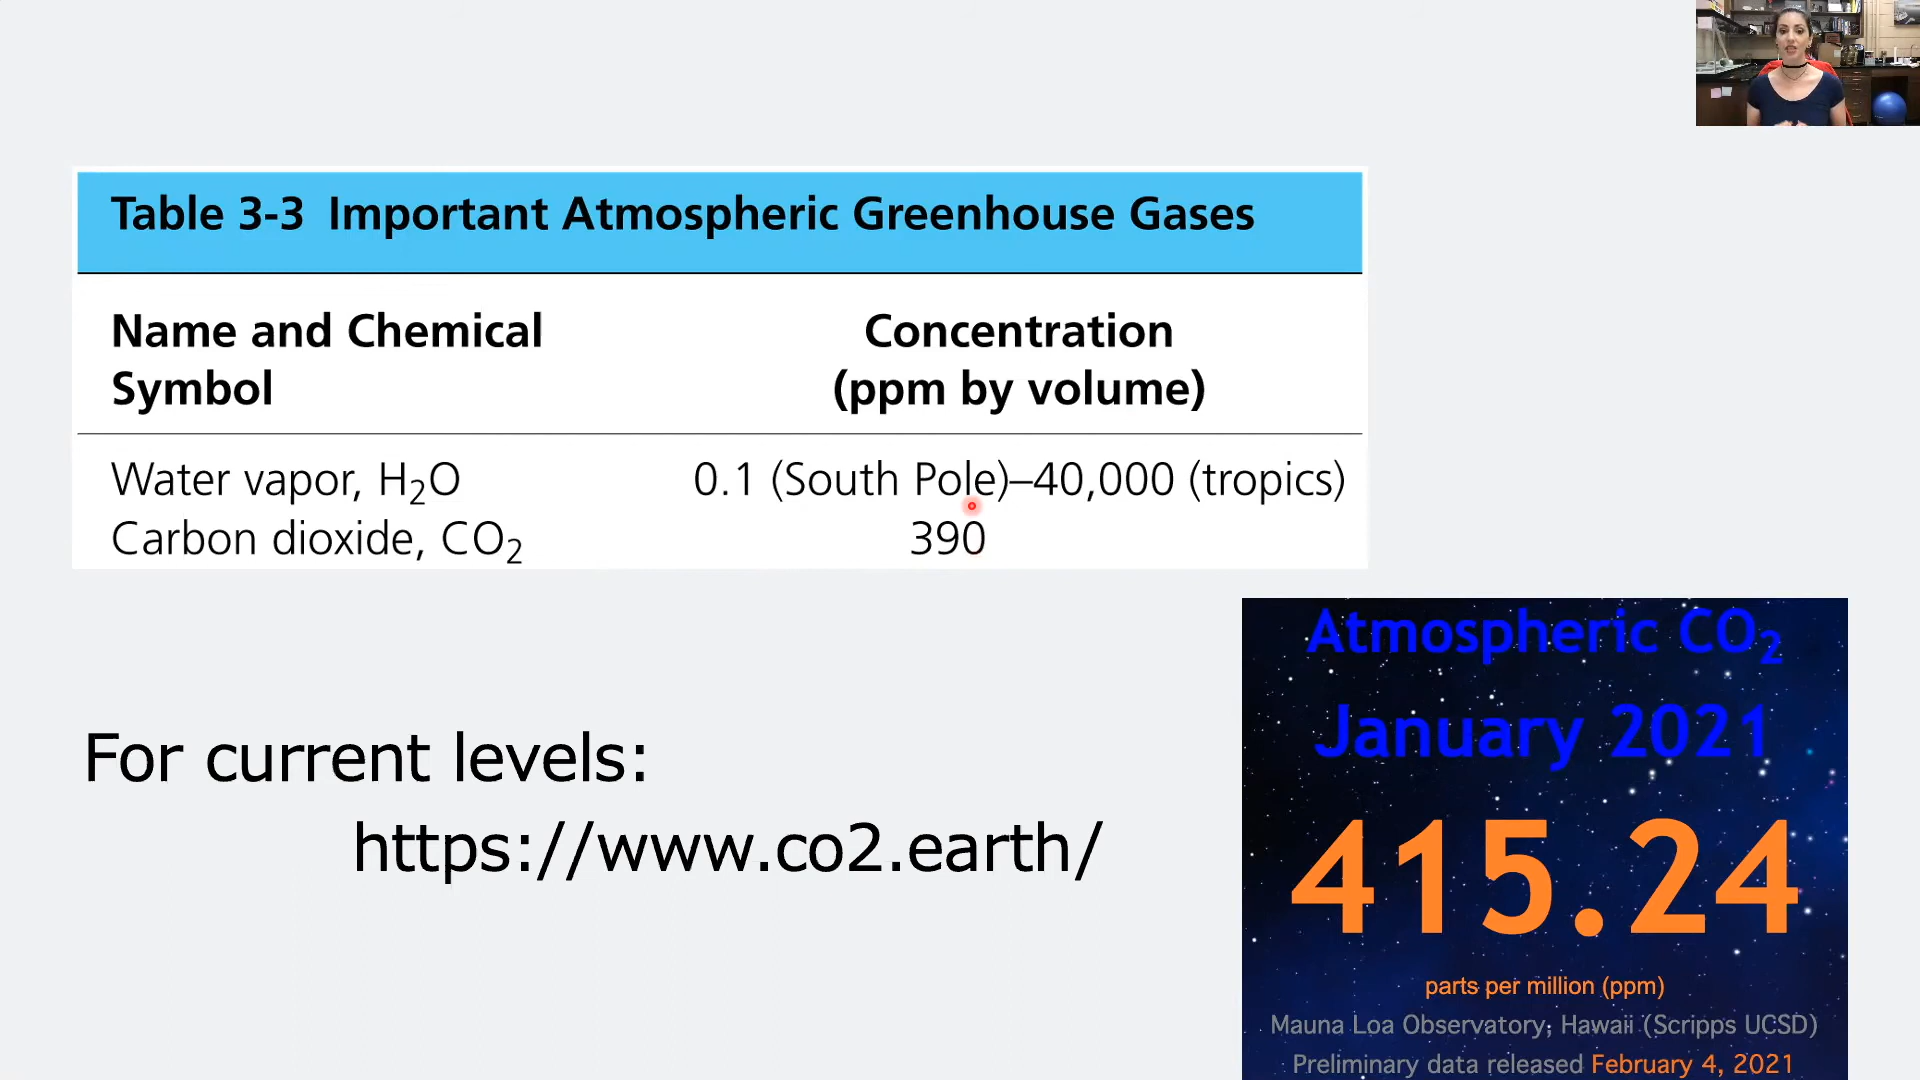 Table 3-3 Important Atmospheric Greenhouse Gases
Name and Chemical Symbol
Concentration (ppm by volume)
Water vapor, H₂O 0.1 (South Pole)–40,000 (tropics)
Carbon dioxide, CO₂ 390
For current levels:
https://www.co2.earth/
Atmospheric CO₂
January 2021
415.24
parts per million (ppm)
Mauna Loa Observatory, Hawaii (Scripps UCSD)
Preliminary data released February 4, 2021